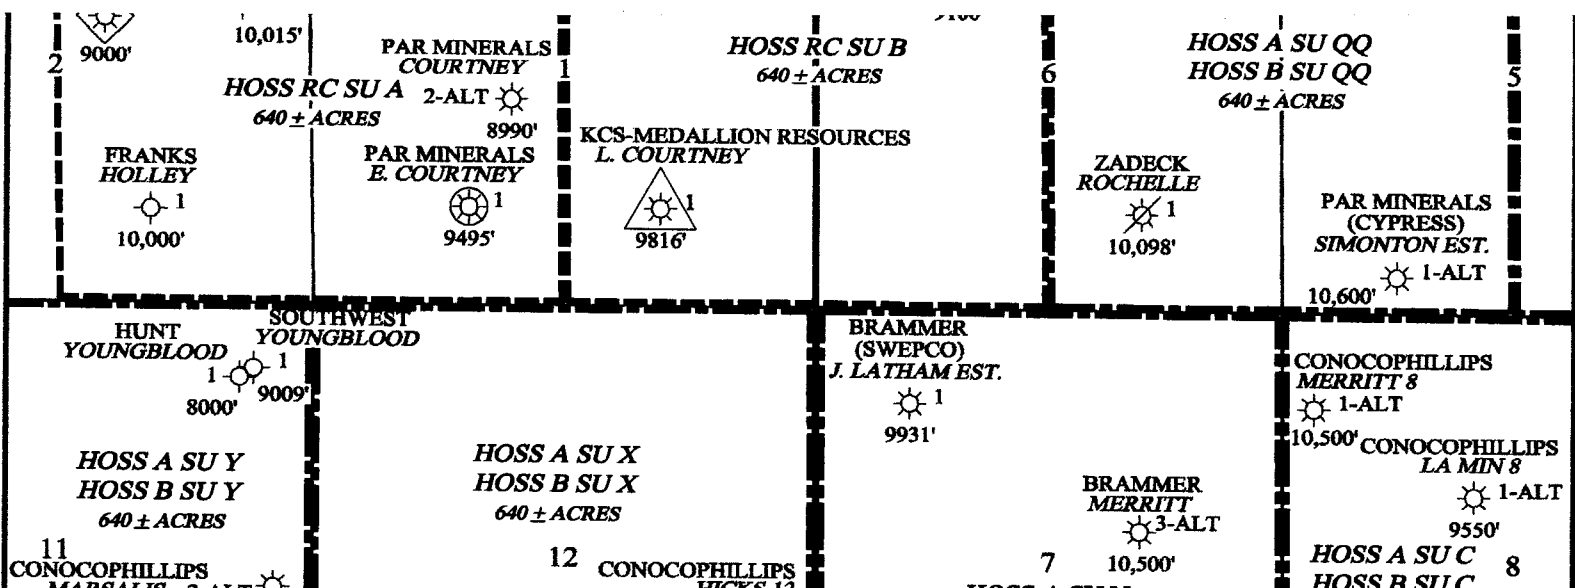 9000'
10,015'
2
PAR MINERALS
COURTNEY
2-ALT
8990'
1
HOSS RC SU A
640 ± ACRES
HOSS RC SU B
640 ± ACRES
6
HOSS A SU QQ
HOSS B SU QQ
640 ± ACRES
5
FRANKS
HOLLEY
1
10,000'
PAR MINERALS
E. COURTNEY
1
9495'
KCS-MEDALLION RESOURCES
L. COURTNEY
1
9816'
ZADECK
ROCHELLE
1
10,098'
PAR MINERALS
(CYPRESS)
SIMONTON EST.
1-ALT
10,600'
HUNT
YOUNGBLOOD
1
8000'
SOUTHWEST
YOUNGBLOOD
1
9009'
BRAMMER
(SWEPCO)
J. LATHAM EST.
1
9931'
CONOCOPHILLIPS
MERRITT 8
1-ALT
10,500'
CONOCOPHILLIPS
LA MIN 8
1-ALT
9550'
HOSS A SU Y
HOSS B SU Y
640 ± ACRES
HOSS A SU X
HOSS B SU X
640 ± ACRES
BRAMMER
MERRITT
3-ALT
10,500'
11
CONOCOPHILLIPS
12
CONOCOPHILLIPS
7
HOSS A SU C
HOSS B SU C
8